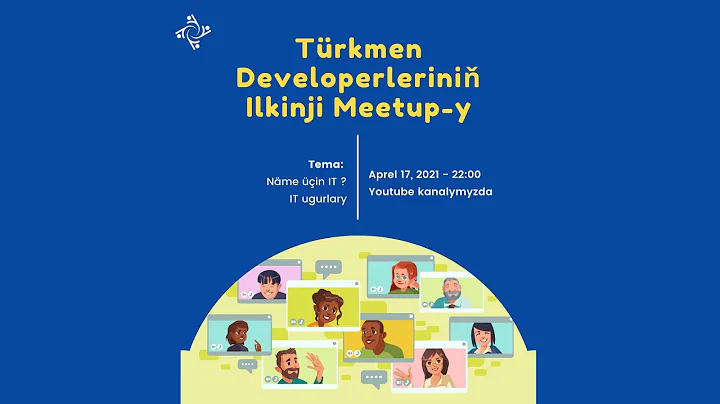 Türkmen
Developerleriniň
Ilkinji Meetup-y
Tema:
Näme üçin IT ?
IT ugurlary
Aprel 17, 2021 - 22:00
Youtube kanalymyzda